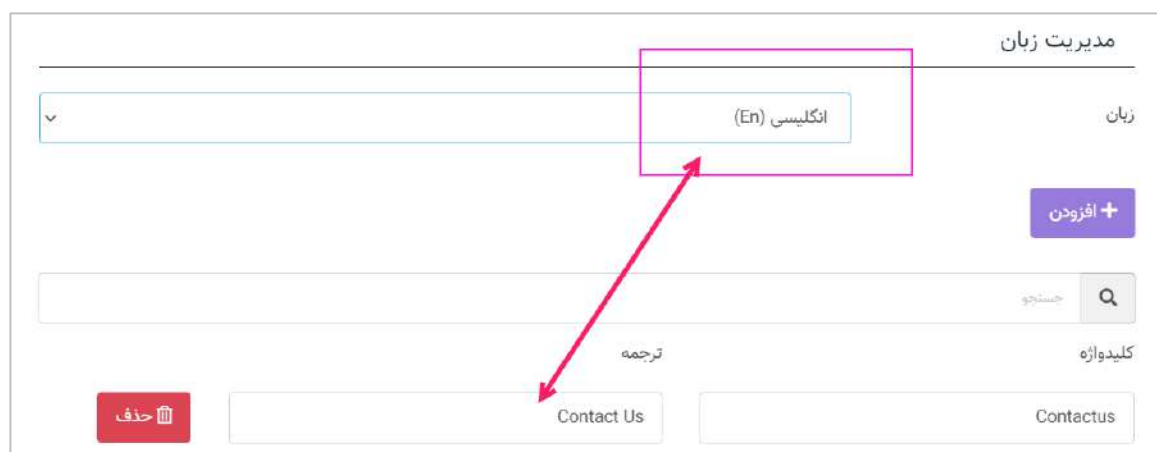 مدیریت زبان
زبان
انگلیسی (En)
+ افزودن
جستجو
کلیدواژه ترجمه
Contactus Contact Us حذف